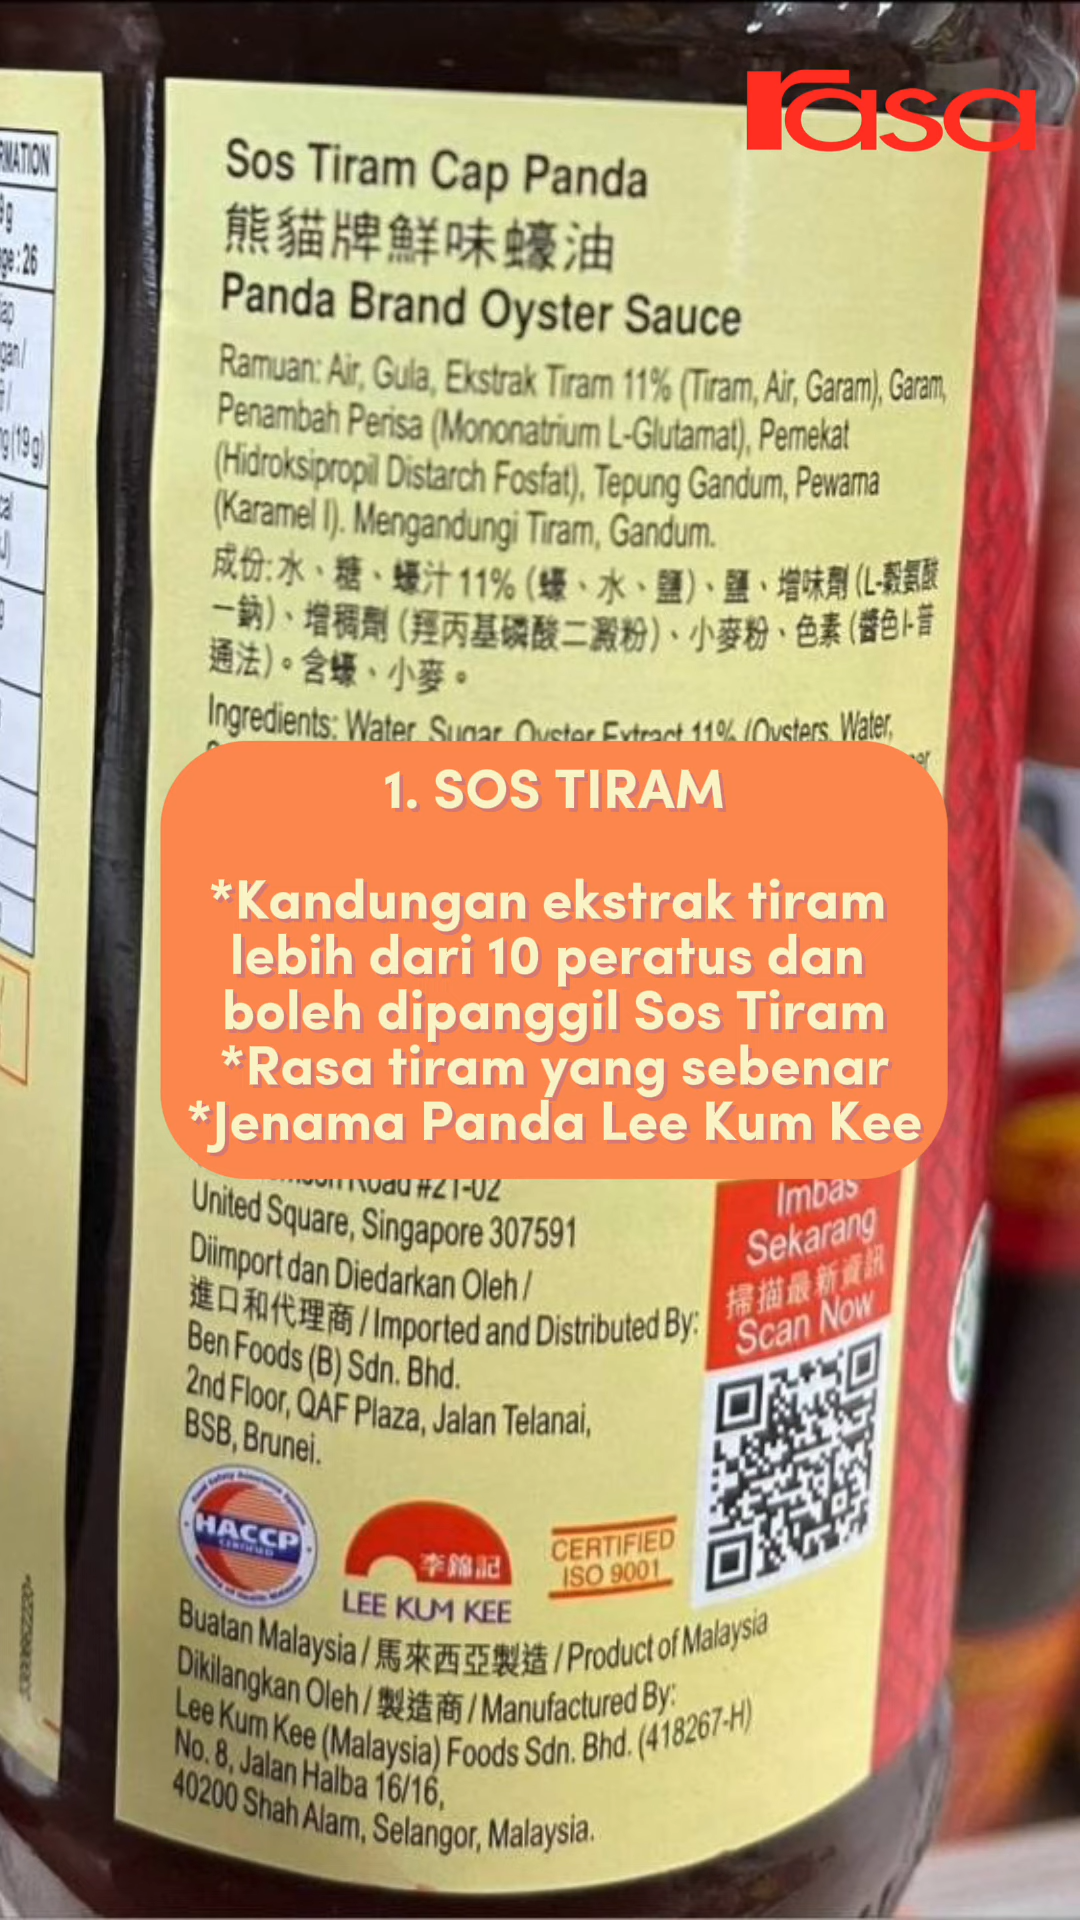 rasa
RMATION
ge: 26
(19 g)
Sos Tiram Cap Panda
熊貓牌鮮味蠔油
Panda Brand Oyster Sauce
Ramuan: Air, Gula, Ekstrak Tiram 11% (Tiram, Air, Garam), Garam,
Penambah Perisa (Mononatrium L-Glutamat), Pemekat
(Hidroksipropil Distarch Fosfat), Tepung Gandum, Pewarna
(Karamel I). Mengandungi Tiram, Gandum.
成份:水、糖、蠔汁 11% (蠔、水、鹽)、鹽、增味劑 (L-穀氨酸
一鈉)、增稠劑 (羥丙基磷酸二澱粉)、小麥粉、色素 (醬色I-普
通法)。含蠔、小麥。
Ingredients: Water, Sugar, Oyster Extract 11% (Oysters, Water,
1. SOS TIRAM
*Kandungan ekstrak tiram
lebih dari 10 peratus dan
boleh dipanggil Sos Tiram
*Rasa tiram yang sebenar
*Jenama Panda Lee Kum Kee
Road #21-02
United Square, Singapore 307591
Diimport dan Diedarkan Oleh /
進口和代理商 / Imported and Distributed By:
Ben Foods (B) Sdn. Bhd.
2nd Floor, QAF Plaza, Jalan Telanai,
BSB, Brunei.
Imbas
Sekarang
掃描最新資訊
Scan Now
HACCP
CERTIFIED
李錦記
LEE KUM KEE
CERTIFIED
ISO 9001
Buatan Malaysia / 馬來西亞製造 / Product of Malaysia
Dikilangkan Oleh / 製造商 / Manufactured By:
Lee Kum Kee (Malaysia) Foods Sdn. Bhd. (418267-H)
No. 8, Jalan Halba 16/16,
40200 Shah Alam, Selangor, Malaysia.